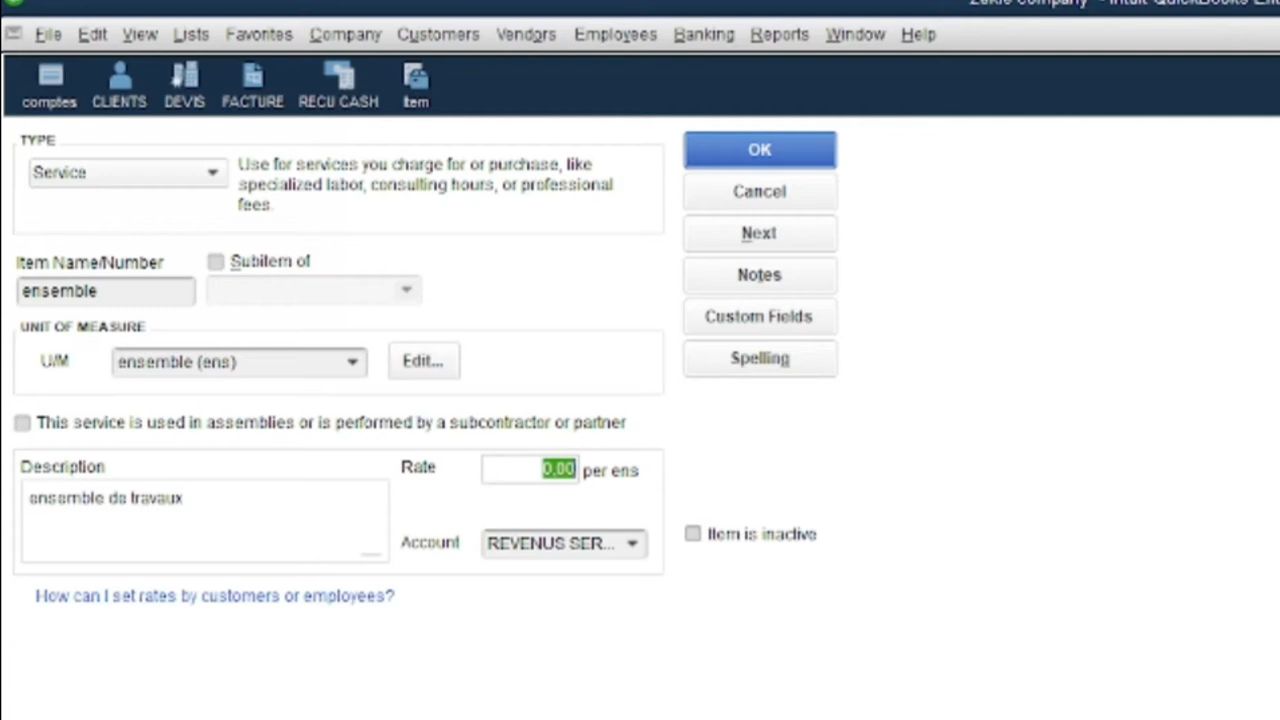 File Edit View Lists Favorites Company Customers Vendors Employees Banking Reports Window Help
comptes CLIENTS DEVIS FACTURE RECU CASH Item
TYPE
Service
Use for services you charge for or purchase, like
specialized labor, consulting hours, or professional
fees.
OK
Cancel
Next
Notes
Custom Fields
Spelling
Item Name/Number
Subitem of
ensemble
UNIT OF MEASURE
U/M
ensemble (ens)
Edit...
This service is used in assemblies or is performed by a subcontractor or partner
Description
ensemble de travaux
Rate
0,00 per ens
Account
REVENUS SER...
Item is inactive
How can I set rates by customers or employees?